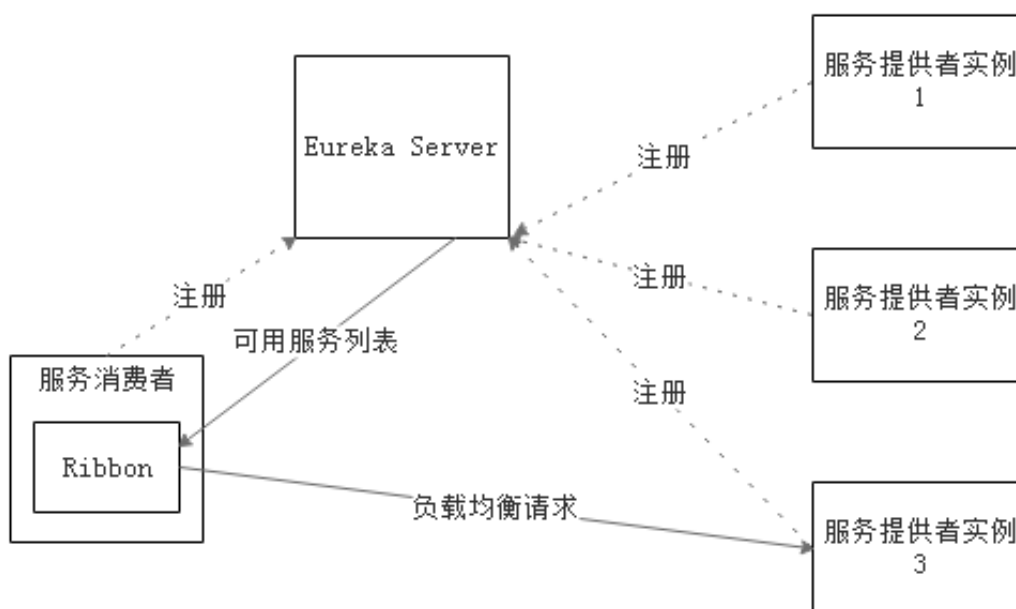 服务提供者实例
1
Eureka Server
注册
注册
服务提供者实例
2
注册
可用服务列表
服务消费者
注册
Ribbon
负载均衡请求
服务提供者实例
3